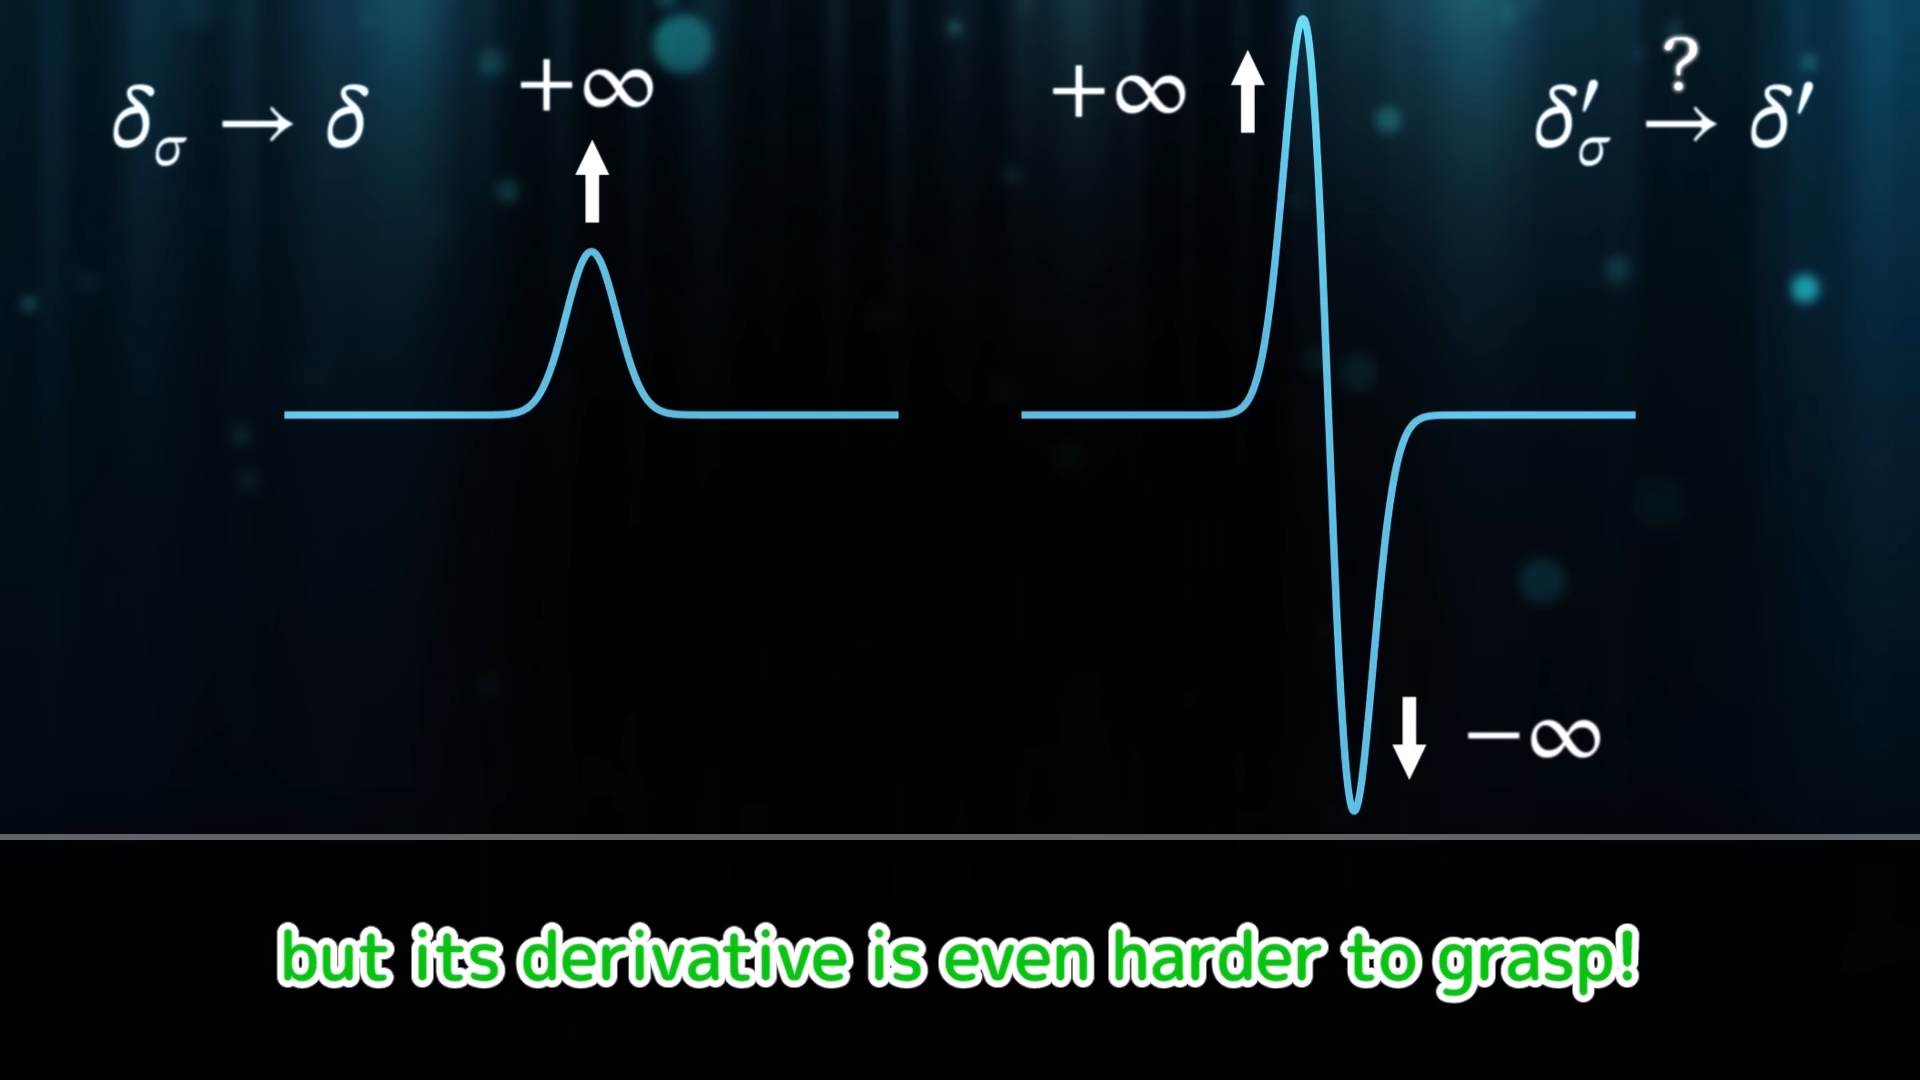 δ_σ → δ
+∞
+∞
δ′_σ →^? δ′
−∞
but its derivative is even harder to grasp!